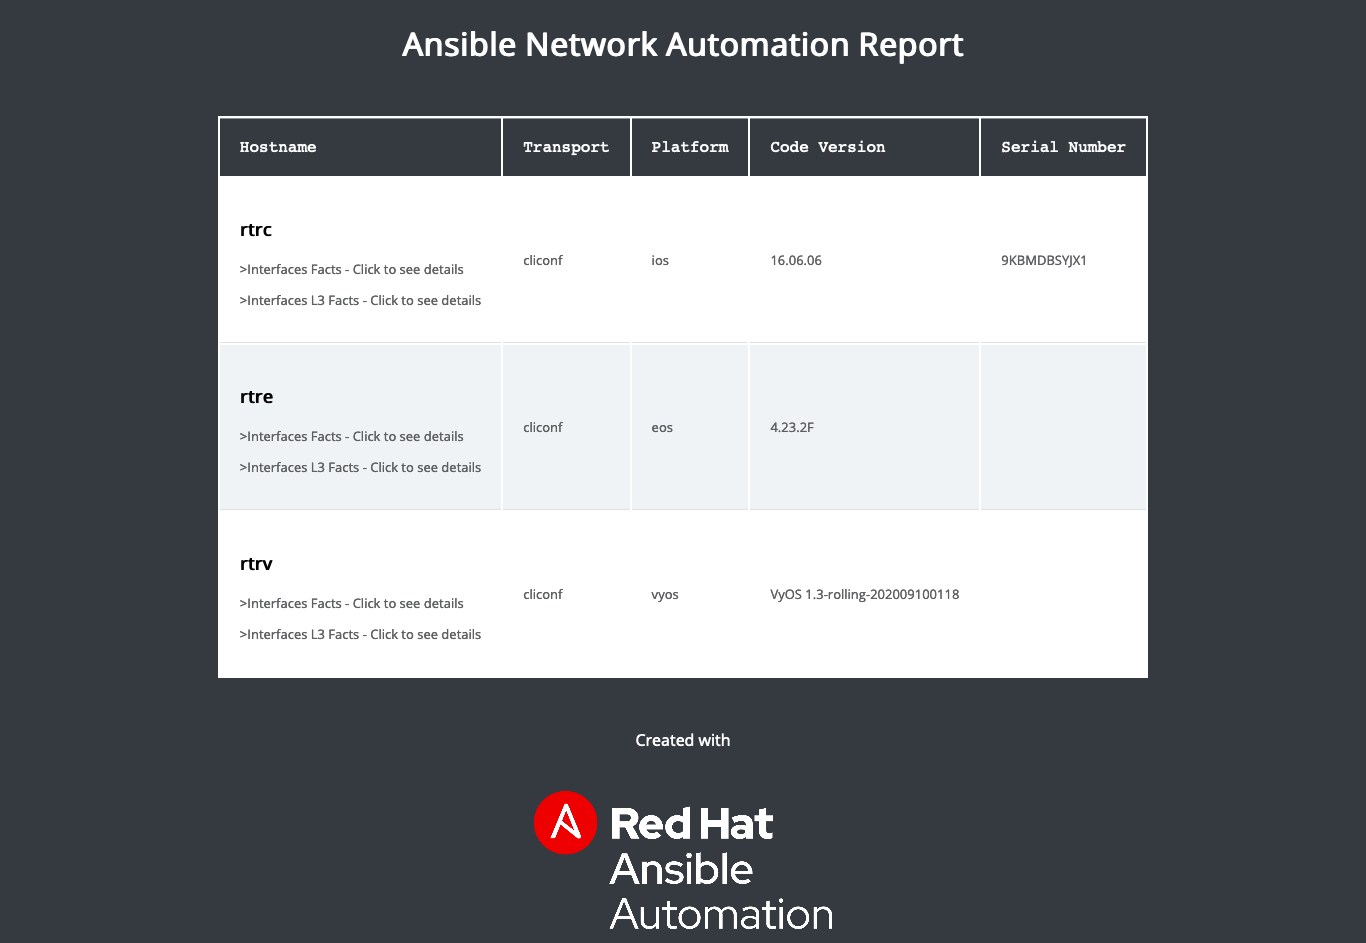 Ansible Network Automation Report
Hostname Transport Platform Code Version Serial Number
rtrc
>Interfaces Facts - Click to see details
>Interfaces L3 Facts - Click to see details
cliconf ios 16.06.06 9KBMDBSYJX1
rtre
>Interfaces Facts - Click to see details
>Interfaces L3 Facts - Click to see details
cliconf eos 4.23.2F
rtrv
>Interfaces Facts - Click to see details
>Interfaces L3 Facts - Click to see details
cliconf vyos VyOS 1.3-rolling-202009100118
Created with
Red Hat
Ansible
Automation